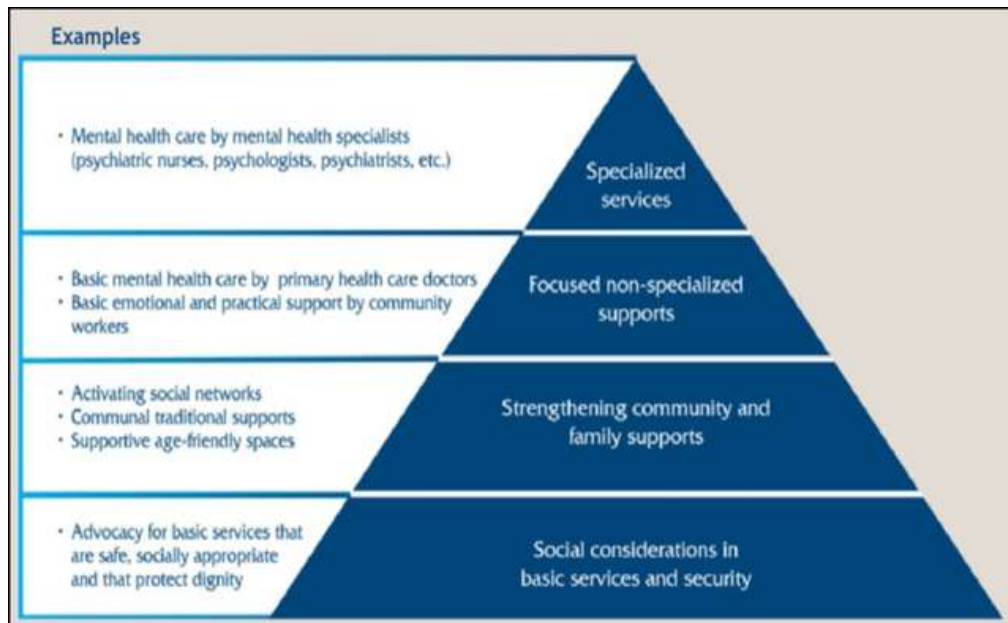 Examples
• Mental health care by mental health specialists
(psychiatric nurses, psychologists, psychiatrists, etc.)
Specialized
services
• Basic mental health care by primary health care doctors
• Basic emotional and practical support by community
workers
Focused non-specialized
supports
• Activating social networks
• Communal traditional supports
• Supportive age-friendly spaces
Strengthening community and
family supports
• Advocacy for basic services that
are safe, socially appropriate
and that protect dignity
Social considerations in
basic services and security